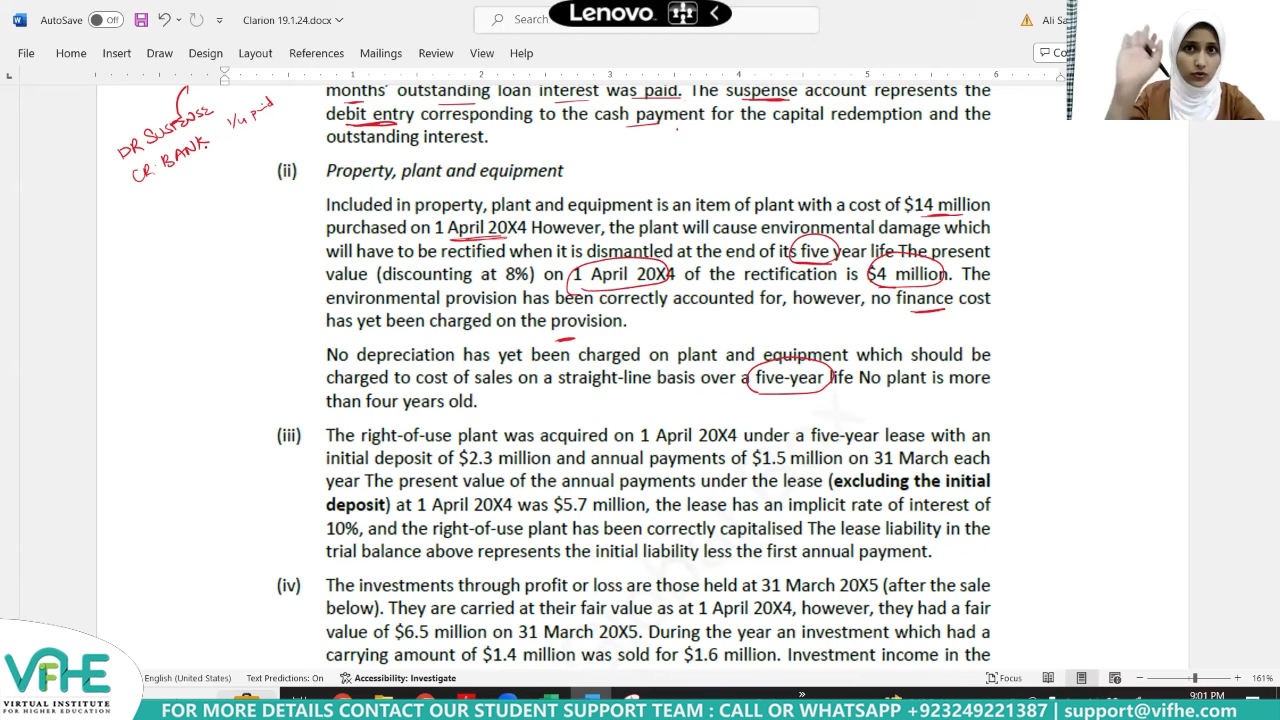 AutoSave
Off
Clarion 19.1.24.docx
Search
Lenovo
Ali Sa
File Home Insert Draw Design Layout References Mailings Review View Help
Co
1 2 3 4 5 6
months' outstanding loan interest was paid. The suspense account represents the
debit entry corresponding to the cash payment for the capital redemption and the
outstanding interest.
DR SUSPENSE
CR: BANK
1/4 paid
(ii) Property, plant and equipment
Included in property, plant and equipment is an item of plant with a cost of $14 million
purchased on 1 April 20X4 However, the plant will cause environmental damage which
will have to be rectified when it is dismantled at the end of its five year life The present
value (discounting at 8%) on 1 April 20X4 of the rectification is $4 million. The
environmental provision has been correctly accounted for, however, no finance cost
has yet been charged on the provision.
No depreciation has yet been charged on plant and equipment which should be
charged to cost of sales on a straight-line basis over a five-year life No plant is more
than four years old.
(iii) The right-of-use plant was acquired on 1 April 20X4 under a five-year lease with an
initial deposit of $2.3 million and annual payments of $1.5 million on 31 March each
year The present value of the annual payments under the lease (excluding the initial
deposit) at 1 April 20X4 was $5.7 million, the lease has an implicit rate of interest of
10%, and the right-of-use plant has been correctly capitalised The lease liability in the
trial balance above represents the initial liability less the first annual payment.
(iv) The investments through profit or loss are those held at 31 March 20X5 (after the sale
below). They are carried at their fair value as at 1 April 20X4, however, they had a fair
value of $6.5 million on 31 March 20X5. During the year an investment which had a
carrying amount of $1.4 million was sold for $1.6 million. Investment income in the
English (United States) Text Predictions: On Accessibility: Investigate Focus 161%
9:01 PM
VFHE
VIRTUAL INSTITUTE
FOR HIGHER EDUCATION
FOR MORE DETAILS CONTACT OUR STUDENT SUPPORT TEAM : CALL OR WHATSAPP +923249221387 | support@vifhe.com